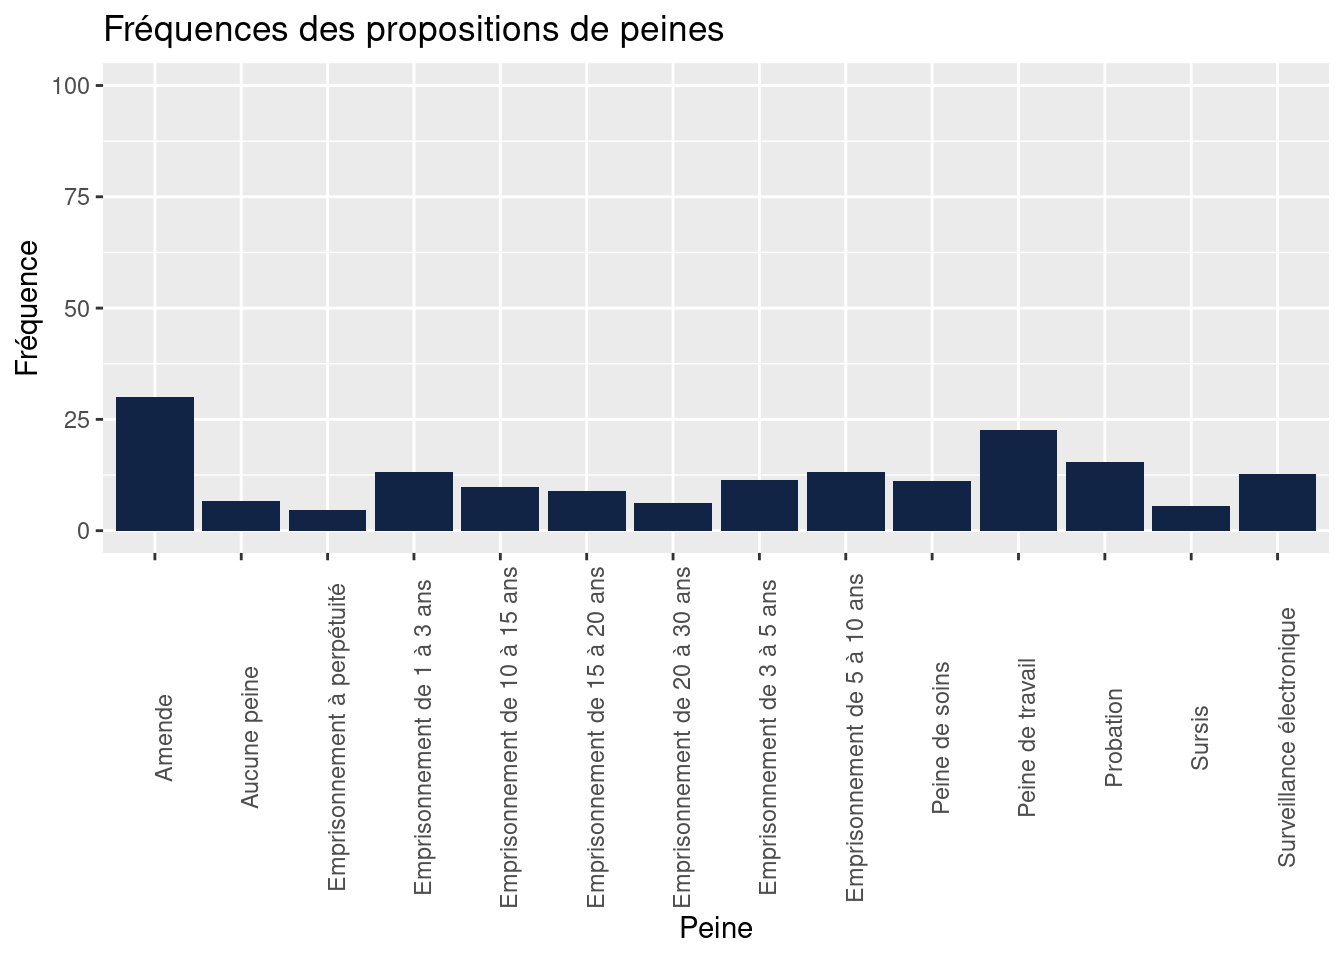 Fréquences des propositions de peines
Fréquence
100
75
50
25
0
Amende
Aucune peine
Emprisonnement à perpétuité
Emprisonnement de 1 à 3 ans
Emprisonnement de 10 à 15 ans
Emprisonnement de 15 à 20 ans
Emprisonnement de 20 à 30 ans
Emprisonnement de 3 à 5 ans
Emprisonnement de 5 à 10 ans
Peine de soins
Peine de travail
Probation
Sursis
Surveillance électronique
Peine